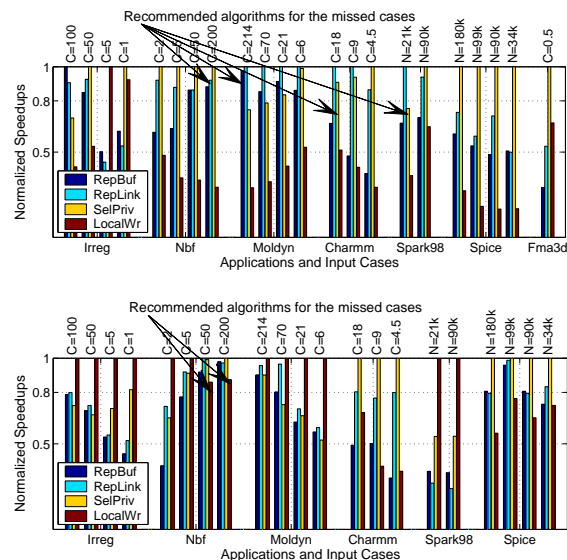 Recommended algorithms for the missed cases
C=100
C=50
C=5
C=1
C=200
C=214
C=70
C=21
C=6
C=18
C=9
C=4.5
N=21k
N=90k
N=180k
N=99k
N=90k
N=34k
C=0.5
1
0.8
0.5
Normalized Speedups
RepBuf
RepLink
SelPriv
LocalWr
Irreg
Nbf
Moldyn
Charmm
Spark98
Spice
Fma3d
Applications and Input Cases
Recommended algorithms for the missed cases
C=100
C=50
C=5
C=1
C=2
C=5
C=50
C=200
C=214
C=70
C=21
C=6
C=18
C=9
C=4.5
N=21k
N=90k
N=180k
N=99k
N=90k
N=34k
1
0.8
0.5
Normalized Speedups
RepBuf
RepLink
SelPriv
LocalWr
Irreg
Nbf
Moldyn
Charmm
Spark98
Spice
Applications and Input Cases